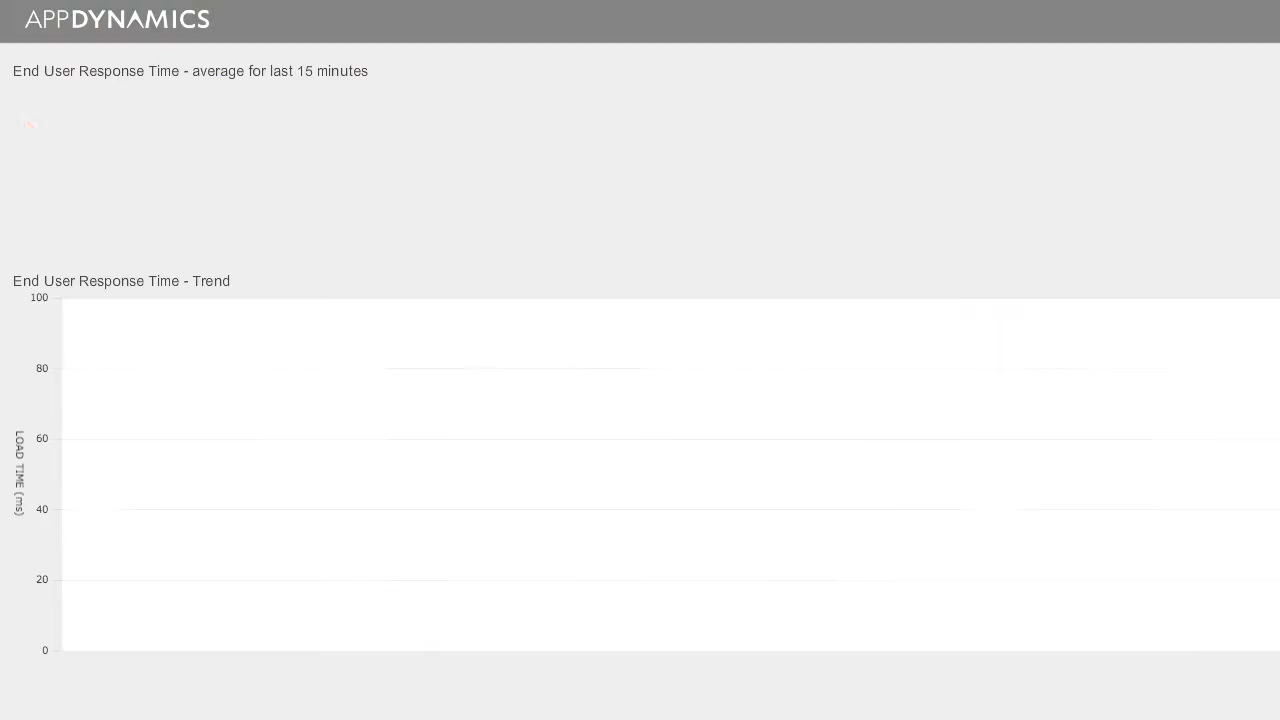 APPDYNAMICS
End User Response Time - average for last 15 minutes
End User Response Time - Trend
100
80
60
40
20
0
LOAD TIME (ms)